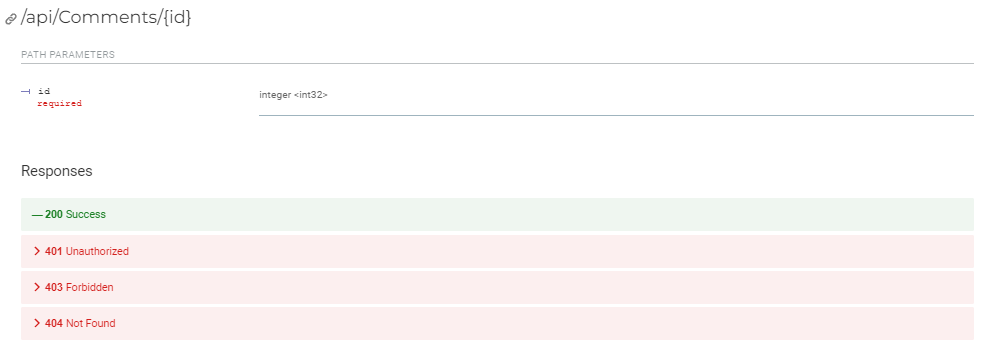 /api/Comments/{id}
PATH PARAMETERS
id
required
integer <int32>
Responses
200 Success
401 Unauthorized
403 Forbidden
404 Not Found